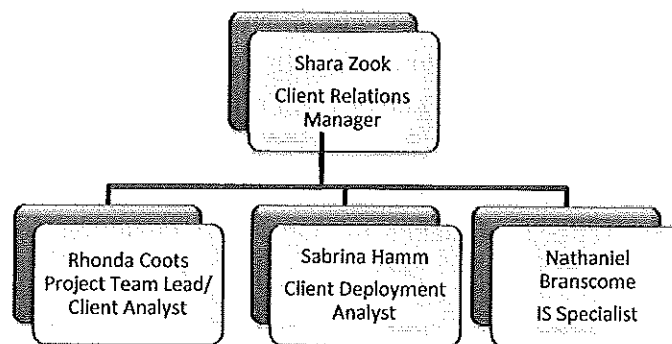 Shara Zook
Client Relations
Manager
Rhonda Coots
Project Team Lead/
Client Analyst
Sabrina Hamm
Client Deployment
Analyst
Nathaniel
Branscome
IS Specialist